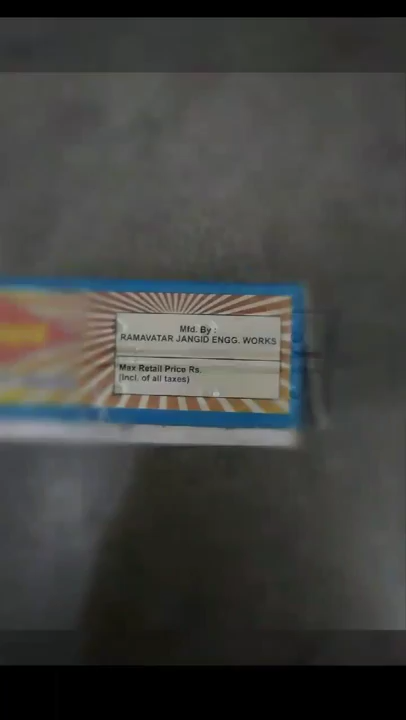 Mfd. By :
RAMAVATAR JANGID ENGG. WORKS
Max Retail Price Rs.
(Incl. of all taxes)